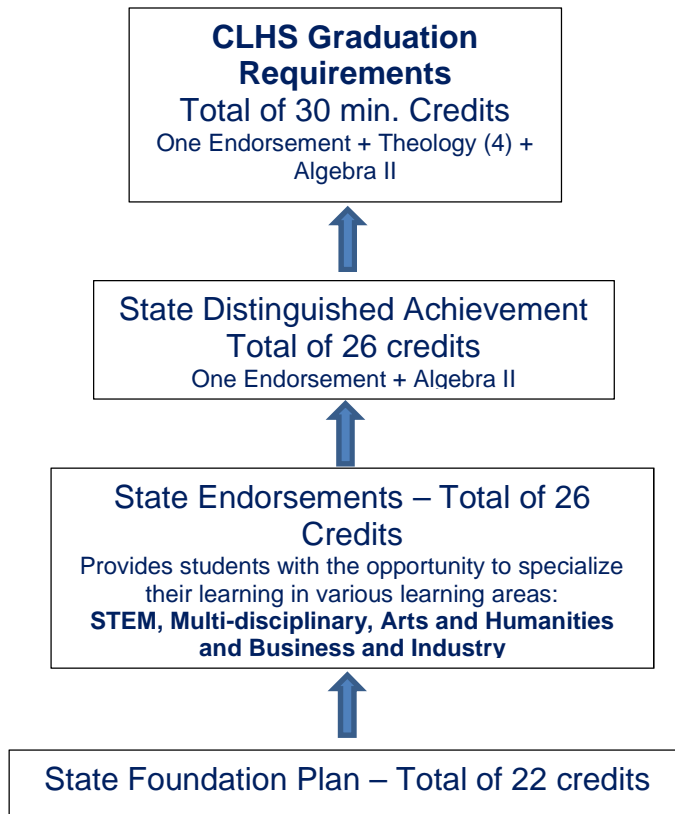 CLHS Graduation
Requirements
Total of 30 min. Credits
One Endorsement + Theology (4) +
Algebra II
State Distinguished Achievement
Total of 26 credits
One Endorsement + Algebra II
State Endorsements – Total of 26
Credits
Provides students with the opportunity to specialize
their learning in various learning areas:
STEM, Multi-disciplinary, Arts and Humanities
and Business and Industry
State Foundation Plan – Total of 22 credits